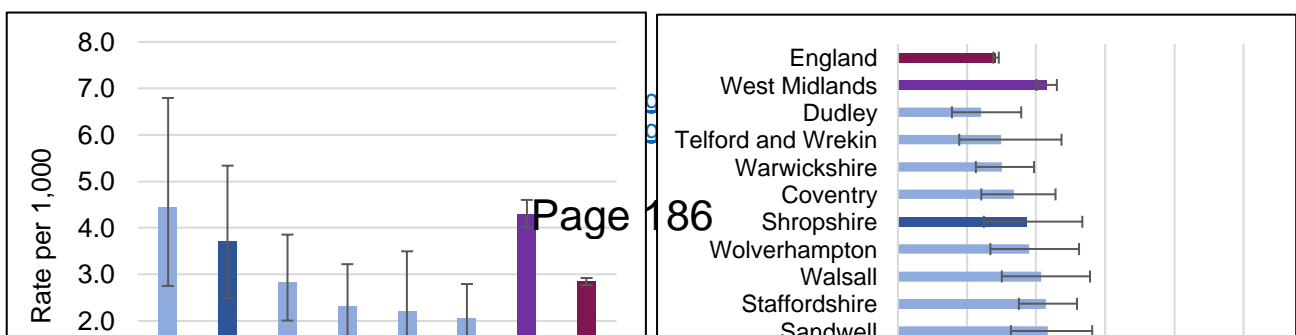 8.0
7.0
6.0
5.0
4.0
3.0
2.0
Rate per 1,000
Page 186
England
West Midlands
Dudley
Telford and Wrekin
Warwickshire
Coventry
Shropshire
Wolverhampton
Walsall
Staffordshire
Sandwell